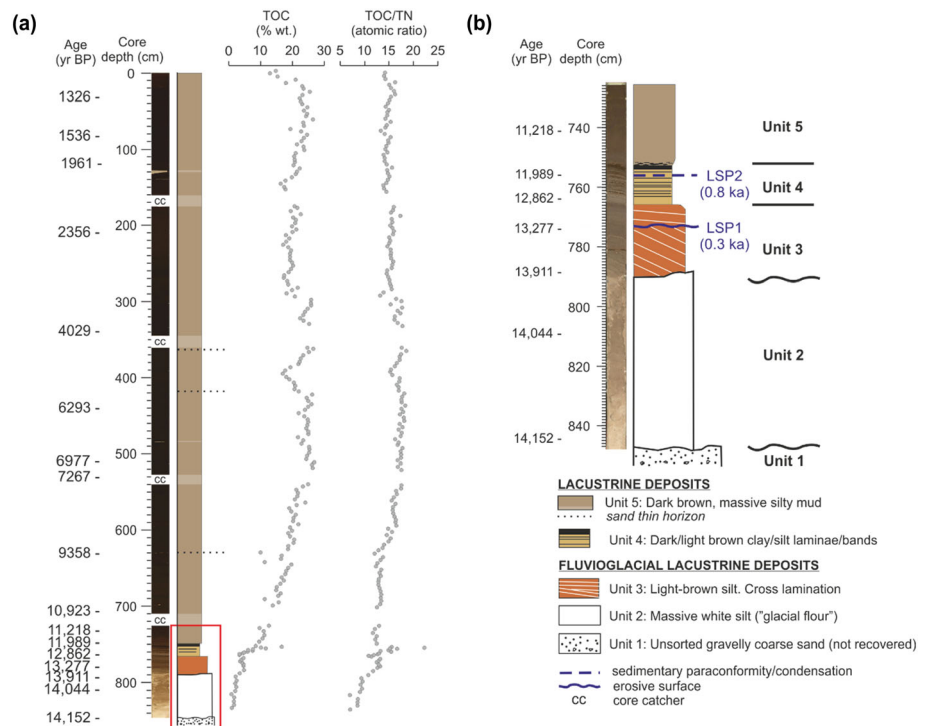 (a)
Age
(yr BP)
Core
depth (cm)
TOC
(% wt.)
TOC/TN
(atomic ratio)
0 10 20 30
5 10 15 20 25
0
1326 -
100
1536 -
1961 -
CC
200
2356 -
300
4029 -
CC
400
6293 -
500
6977 -
7267 -
CC
600
9358 -
700
10,923 -
CC
11,218 -
11,989 -
12,862 -
13,277 -
13,911 -
14,044 -
800
14,152 -
(b)
Age
(yr BP)
Core
depth (cm)
11,218 -
740
Unit 5
11,989 -
LSP2
(0.8 ka)
760
Unit 4
12,862 -
13,277 -
LSP1
(0.3 ka)
780
Unit 3
13,911 -
800
14,044 -
Unit 2
820
14,152 -
840
Unit 1
LACUSTRINE DEPOSITS
Unit 5: Dark brown, massive silty mud
sand thin horizon
Unit 4: Dark/light brown clay/silt laminae/bands
FLUVIOGLACIAL LACUSTRINE DEPOSITS
Unit 3: Light-brown silt. Cross lamination
Unit 2: Massive white silt ("glacial flour")
Unit 1: Unsorted gravelly coarse sand (not recovered)
sedimentary paraconformity/condensation
erosive surface
CC core catcher